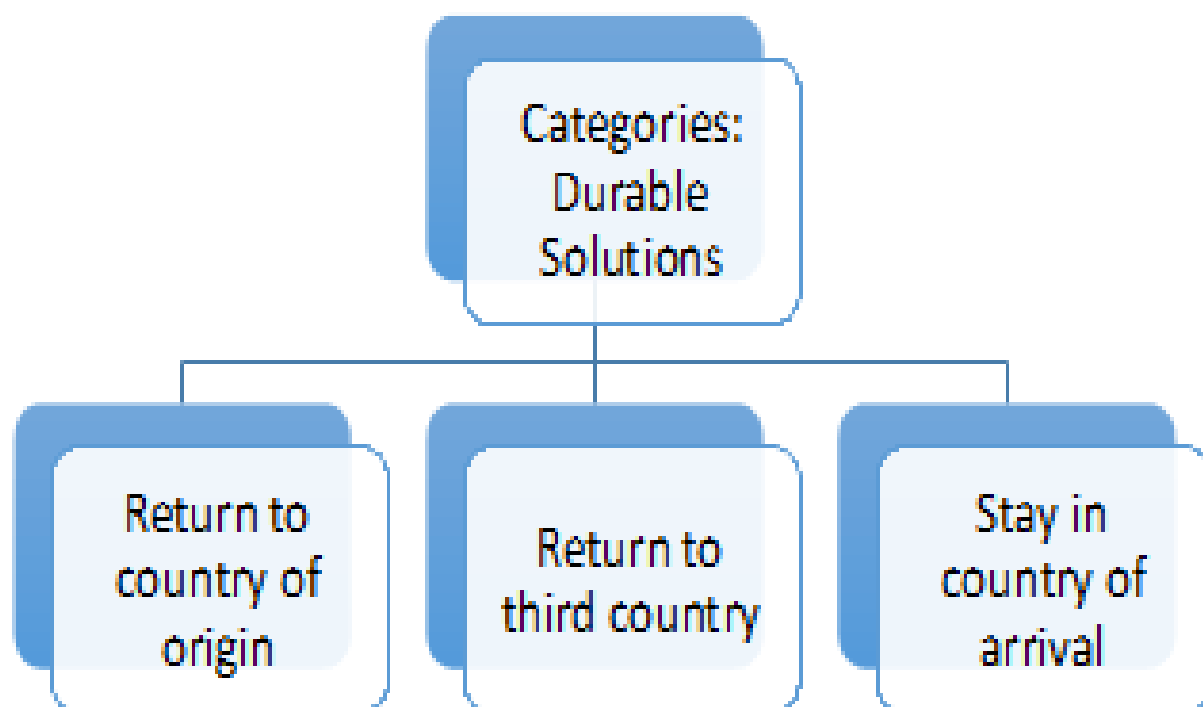 Categories:
Durable
Solutions
Return to
country of
origin
Return to
third country
Stay in
country of
arrival